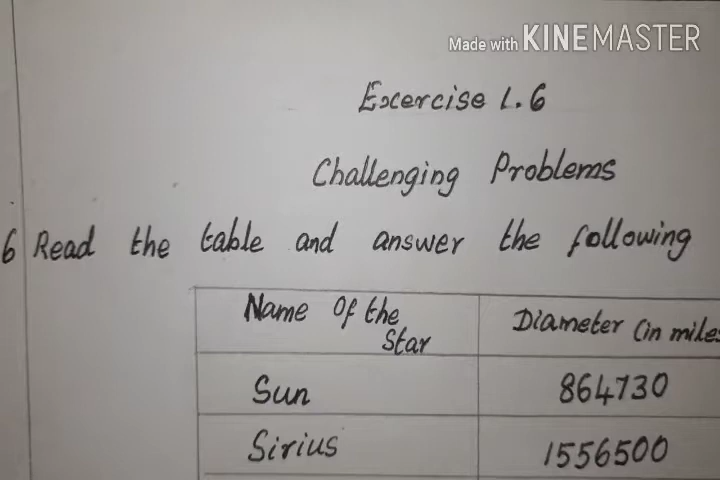 Made with KINEMASTER
Excercise 1.6
Challenging Problems
6 Read the table and answer the following
Name Of the Star
Diameter (in miles
Sun 864730
Sirius 1556500